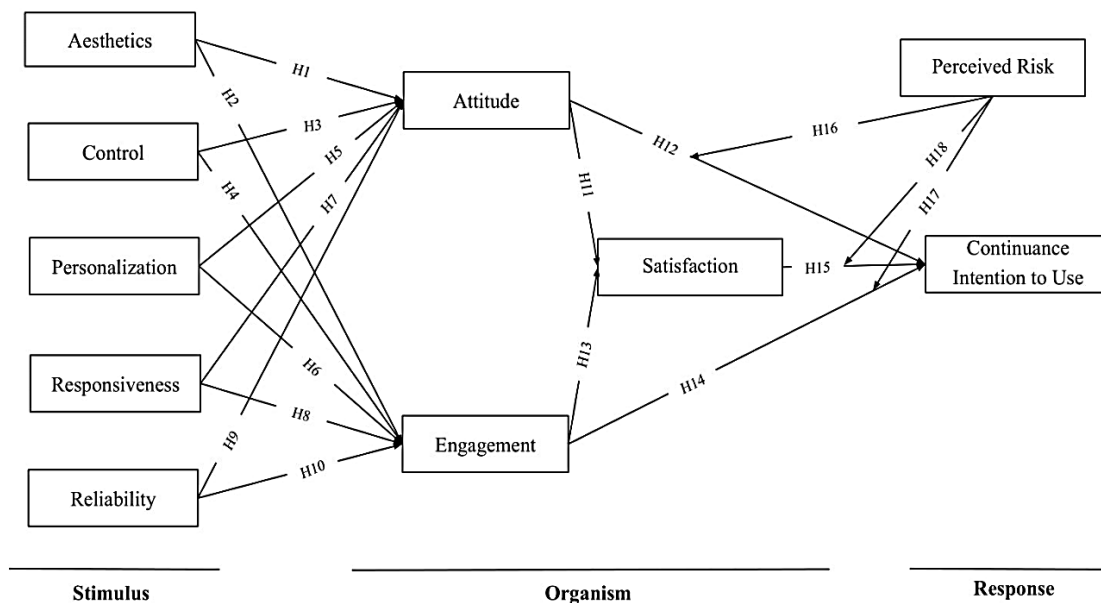 Aesthetics
Control
Personalization
Responsiveness
Reliability
H1
H2
H3
H4
H5
H6
H7
H8
H9
H10
Attitude
Engagement
H11
H12
H13
H14
Satisfaction
H15
Perceived Risk
H16
H18
H17
Continuance
Intention to Use
Stimulus
Organism
Response